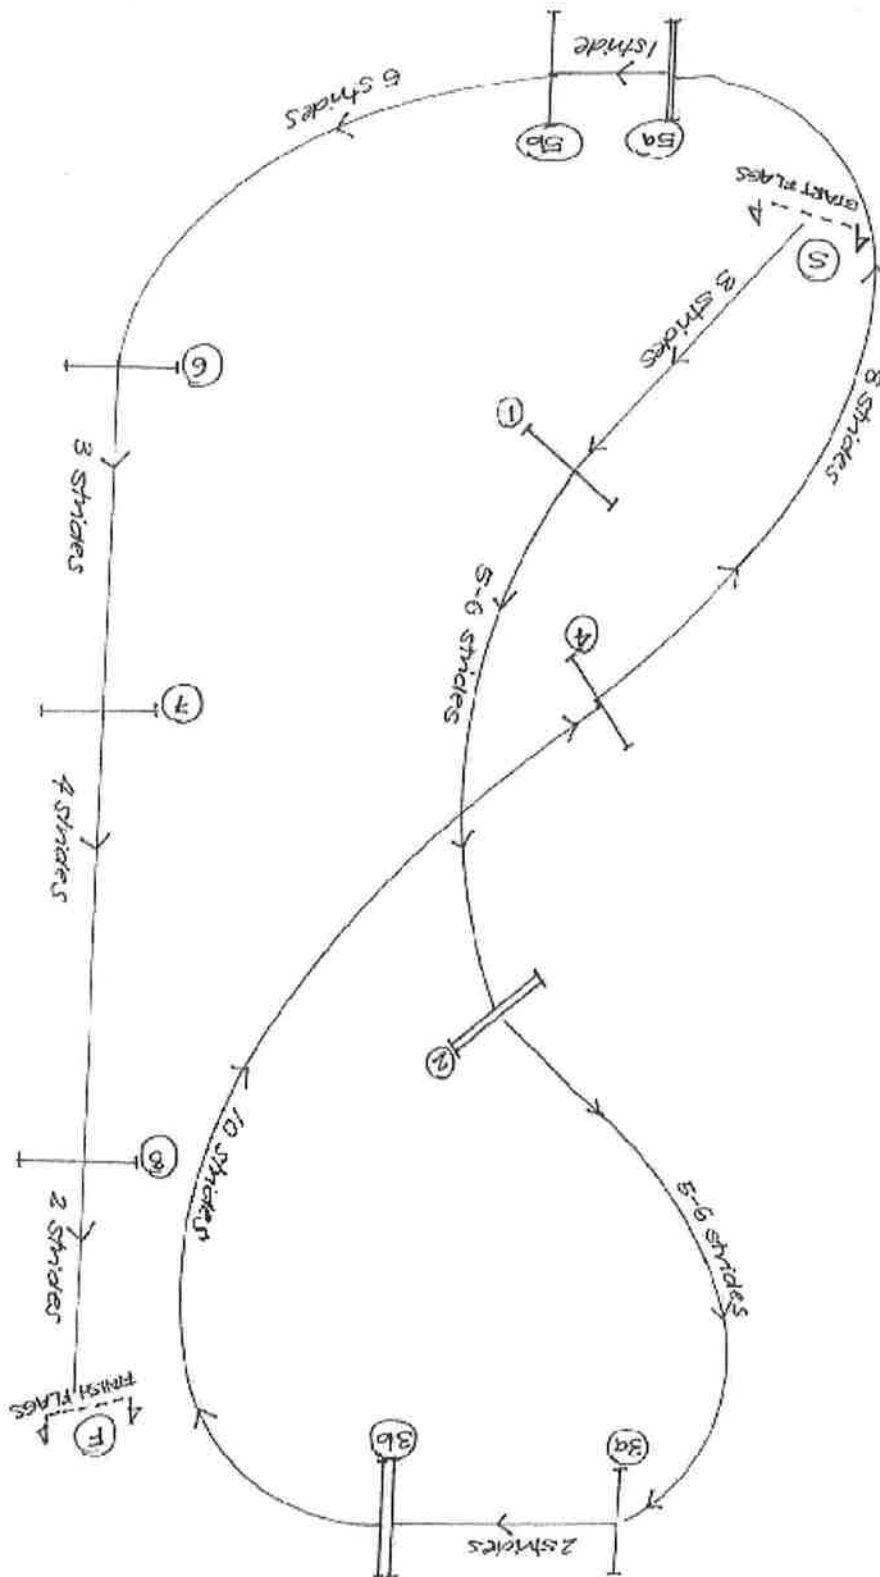 START FLAGS
S
3 strides
1
5-6 strides
2
5-6 strides
3a
2 strides
3b
10 strides
4
8 strides
5a
1 stride
5b
6 strides
6
3 strides
7
4 strides
8
2 strides
FINISH FLAGS
F